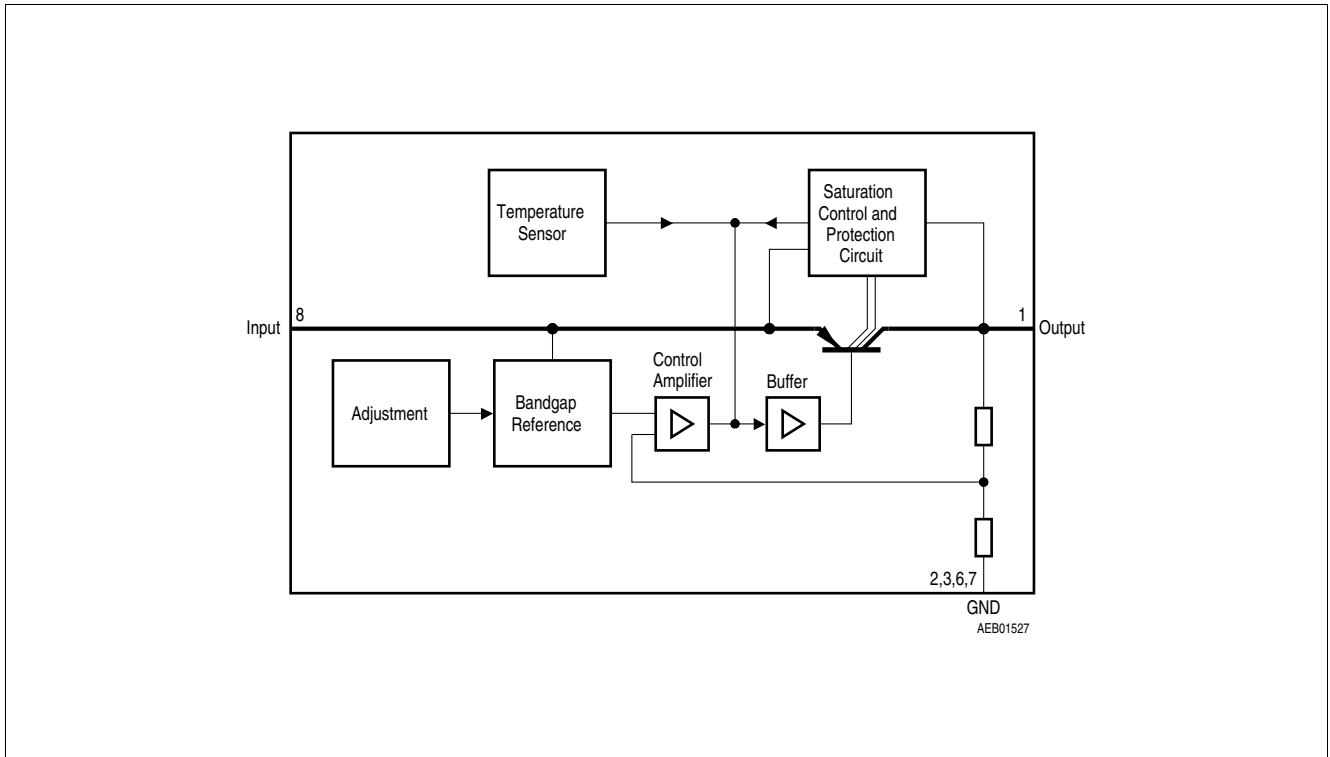 Temperature
Sensor
Saturation
Control and
Protection
Circuit
Input
8
1
Output
Adjustment
Bandgap
Reference
Control
Amplifier
Buffer
2,3,6,7
GND
AEB01527